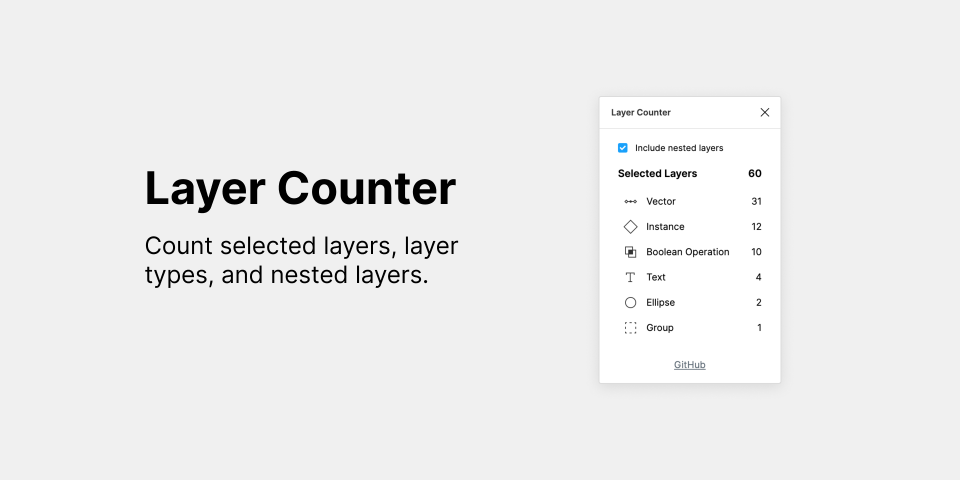 Layer Counter
Count selected layers, layer
types, and nested layers.
Layer Counter
Include nested layers
Selected Layers 60
Vector 31
Instance 12
Boolean Operation 10
Text 4
Ellipse 2
Group 1
GitHub